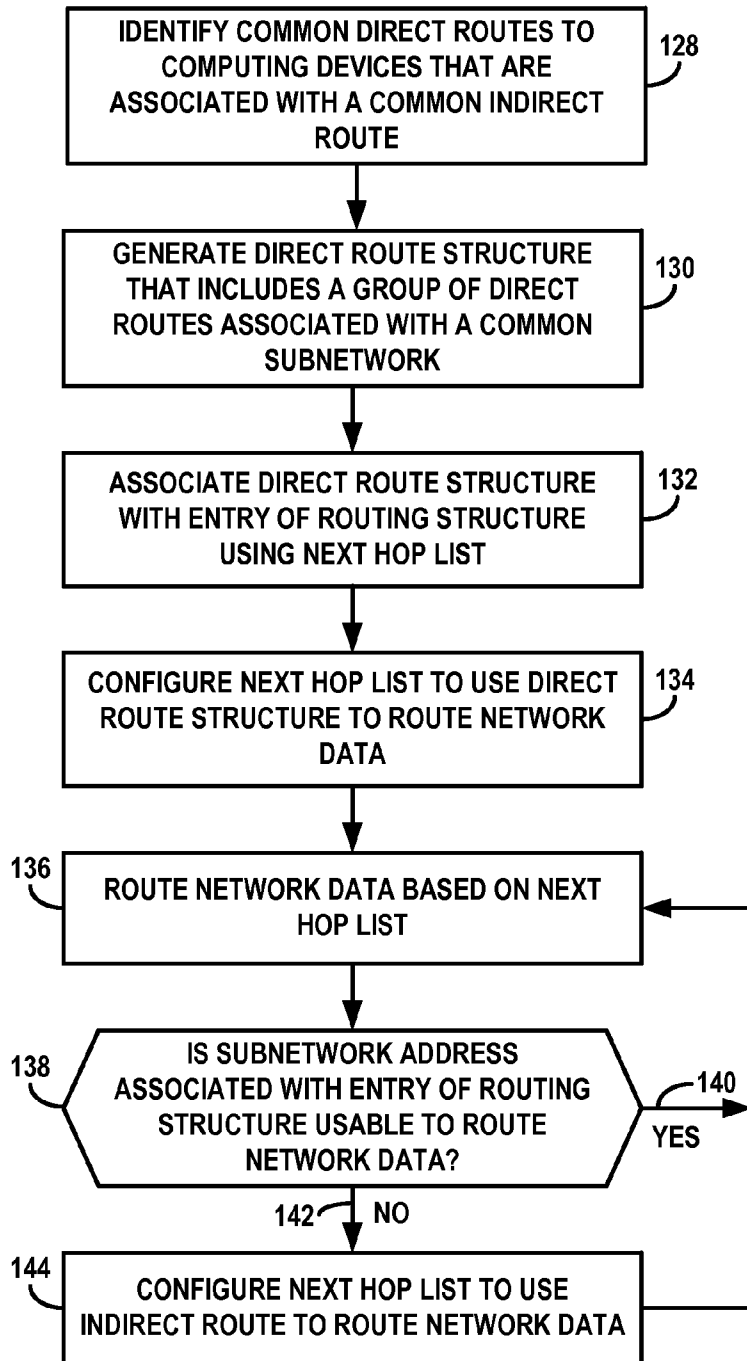 IDENTIFY COMMON DIRECT ROUTES TO
COMPUTING DEVICES THAT ARE
ASSOCIATED WITH A COMMON INDIRECT
ROUTE
128
GENERATE DIRECT ROUTE STRUCTURE
THAT INCLUDES A GROUP OF DIRECT
ROUTES ASSOCIATED WITH A COMMON
SUBNETWORK
130
ASSOCIATE DIRECT ROUTE STRUCTURE
WITH ENTRY OF ROUTING STRUCTURE
USING NEXT HOP LIST
132
CONFIGURE NEXT HOP LIST TO USE DIRECT
ROUTE STRUCTURE TO ROUTE NETWORK
DATA
134
136
ROUTE NETWORK DATA BASED ON NEXT
HOP LIST
138
IS SUBNETWORK ADDRESS
ASSOCIATED WITH ENTRY OF ROUTING
STRUCTURE USABLE TO ROUTE
NETWORK DATA?
140
YES
142
NO
144
CONFIGURE NEXT HOP LIST TO USE
INDIRECT ROUTE TO ROUTE NETWORK DATA